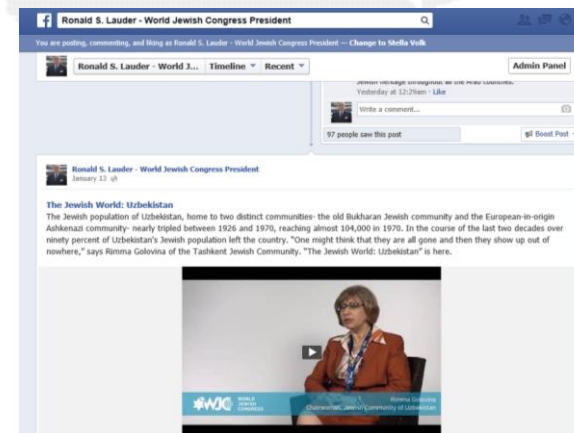 Ronald S. Lauder - World Jewish Congress President
You are posting, commenting, and liking as Ronald S. Lauder - World Jewish Congress President — Change to Stella Volk
Ronald S. Lauder - World J... Timeline Recent Admin Panel
Jewish heritage throughout all the Arab countries.
Yesterday at 12:29am · Like
Write a comment...
97 people saw this post Boost Post
Ronald S. Lauder - World Jewish Congress President
January 13
The Jewish World: Uzbekistan
The Jewish population of Uzbekistan, home to two distinct communities- the old Bukharan Jewish community and the European-in-origin
Ashkenazi community- nearly tripled between 1926 and 1970, reaching almost 104,000 in 1970. In the course of the last two decades over
ninety percent of Uzbekistan's Jewish population left the country. "One might think that they are all gone and then they show up out of
nowhere," says Rimma Golovina of the Tashkent Jewish Community. "The Jewish World: Uzbekistan" is here.
WJC WORLD
JEWISH
CONGRESS
Rimma Golovina
Chairwoman, Jewish Community of Uzbekistan